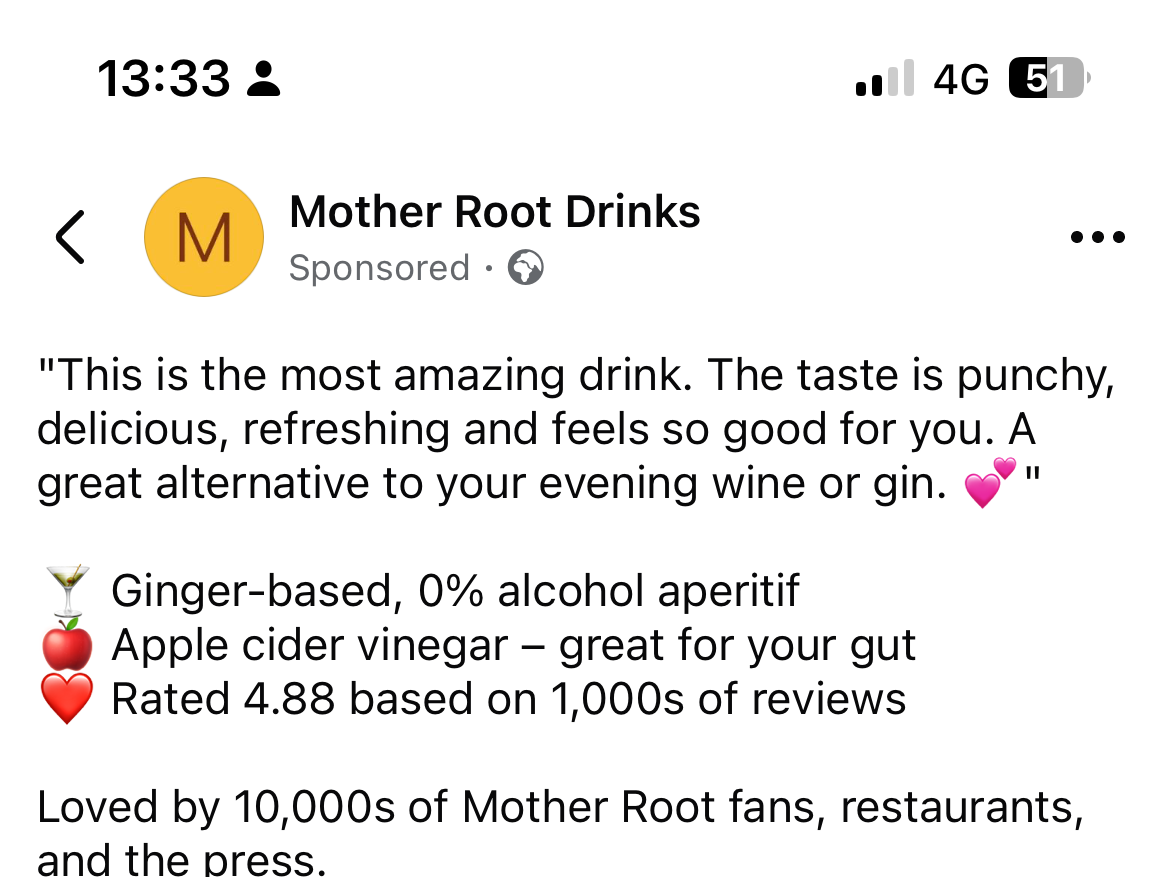 13:33 4G 51
M
Mother Root Drinks
Sponsored ·
"This is the most amazing drink. The taste is punchy,
delicious, refreshing and feels so good for you. A
great alternative to your evening wine or gin. 💕"
🍸 Ginger-based, 0% alcohol aperitif
🍎 Apple cider vinegar – great for your gut
❤️ Rated 4.88 based on 1,000s of reviews
Loved by 10,000s of Mother Root fans, restaurants,
and the press.